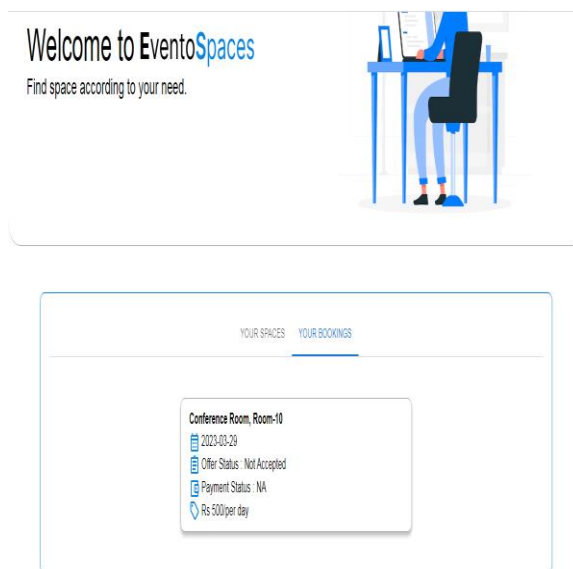 Welcome to EventoSpaces
Find space according to your need.
YOUR SPACES YOUR BOOKINGS
Conference Room, Room-10
2023-03-29
Offer Status : Not Accepted
Payment Status : NA
Rs 500/per day